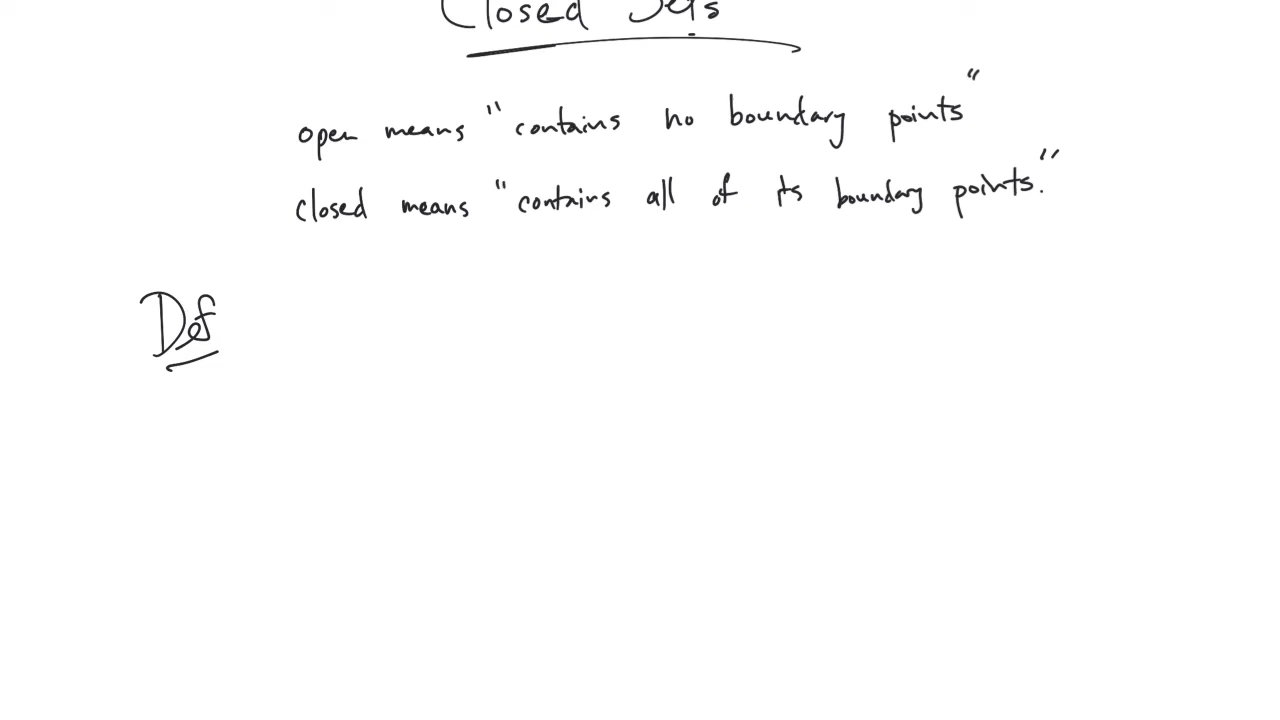 Closed Sets
open means "contains no boundary points"
closed means "contains all of its boundary points."
Def